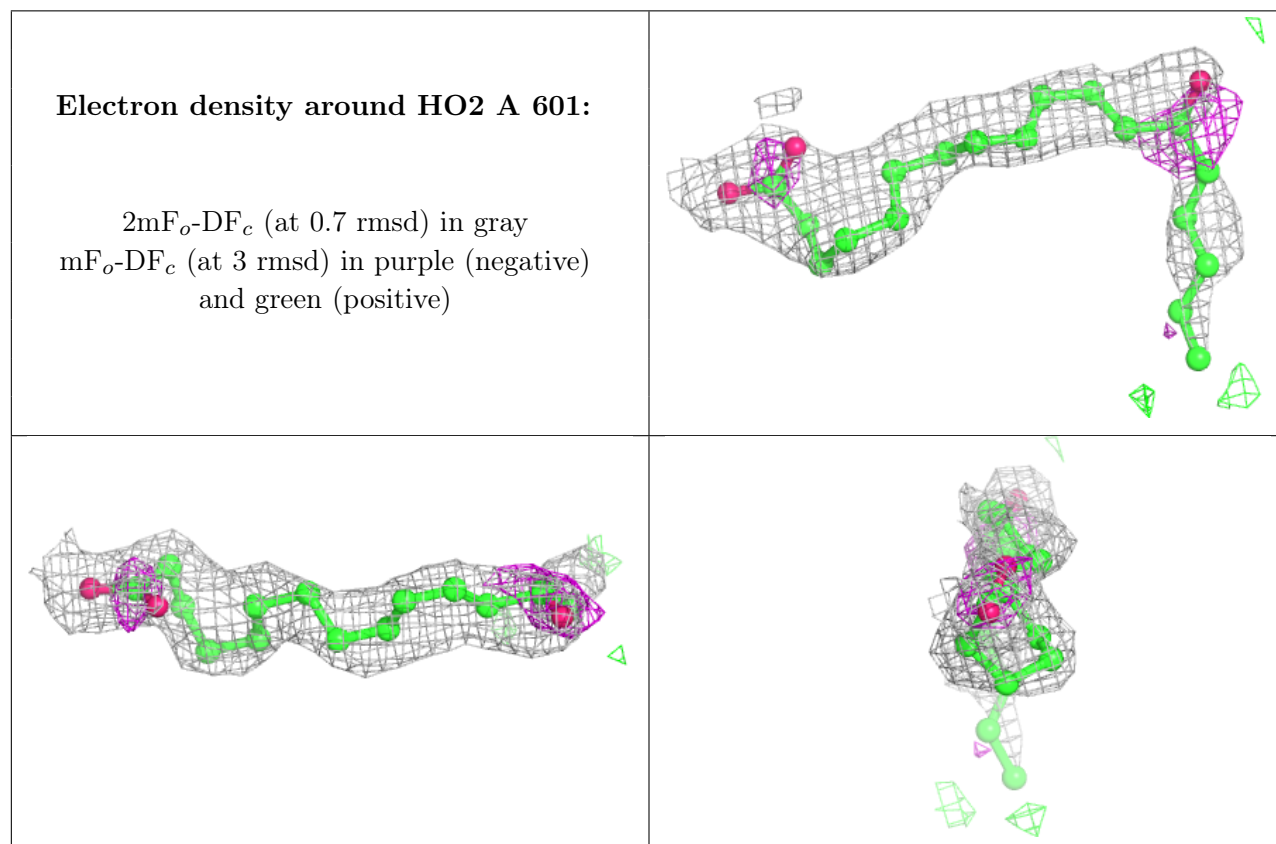 Electron density around HO2 A 601:
2mFo-DFc (at 0.7 rmsd) in gray
mFo-DFc (at 3 rmsd) in purple (negative)
and green (positive)